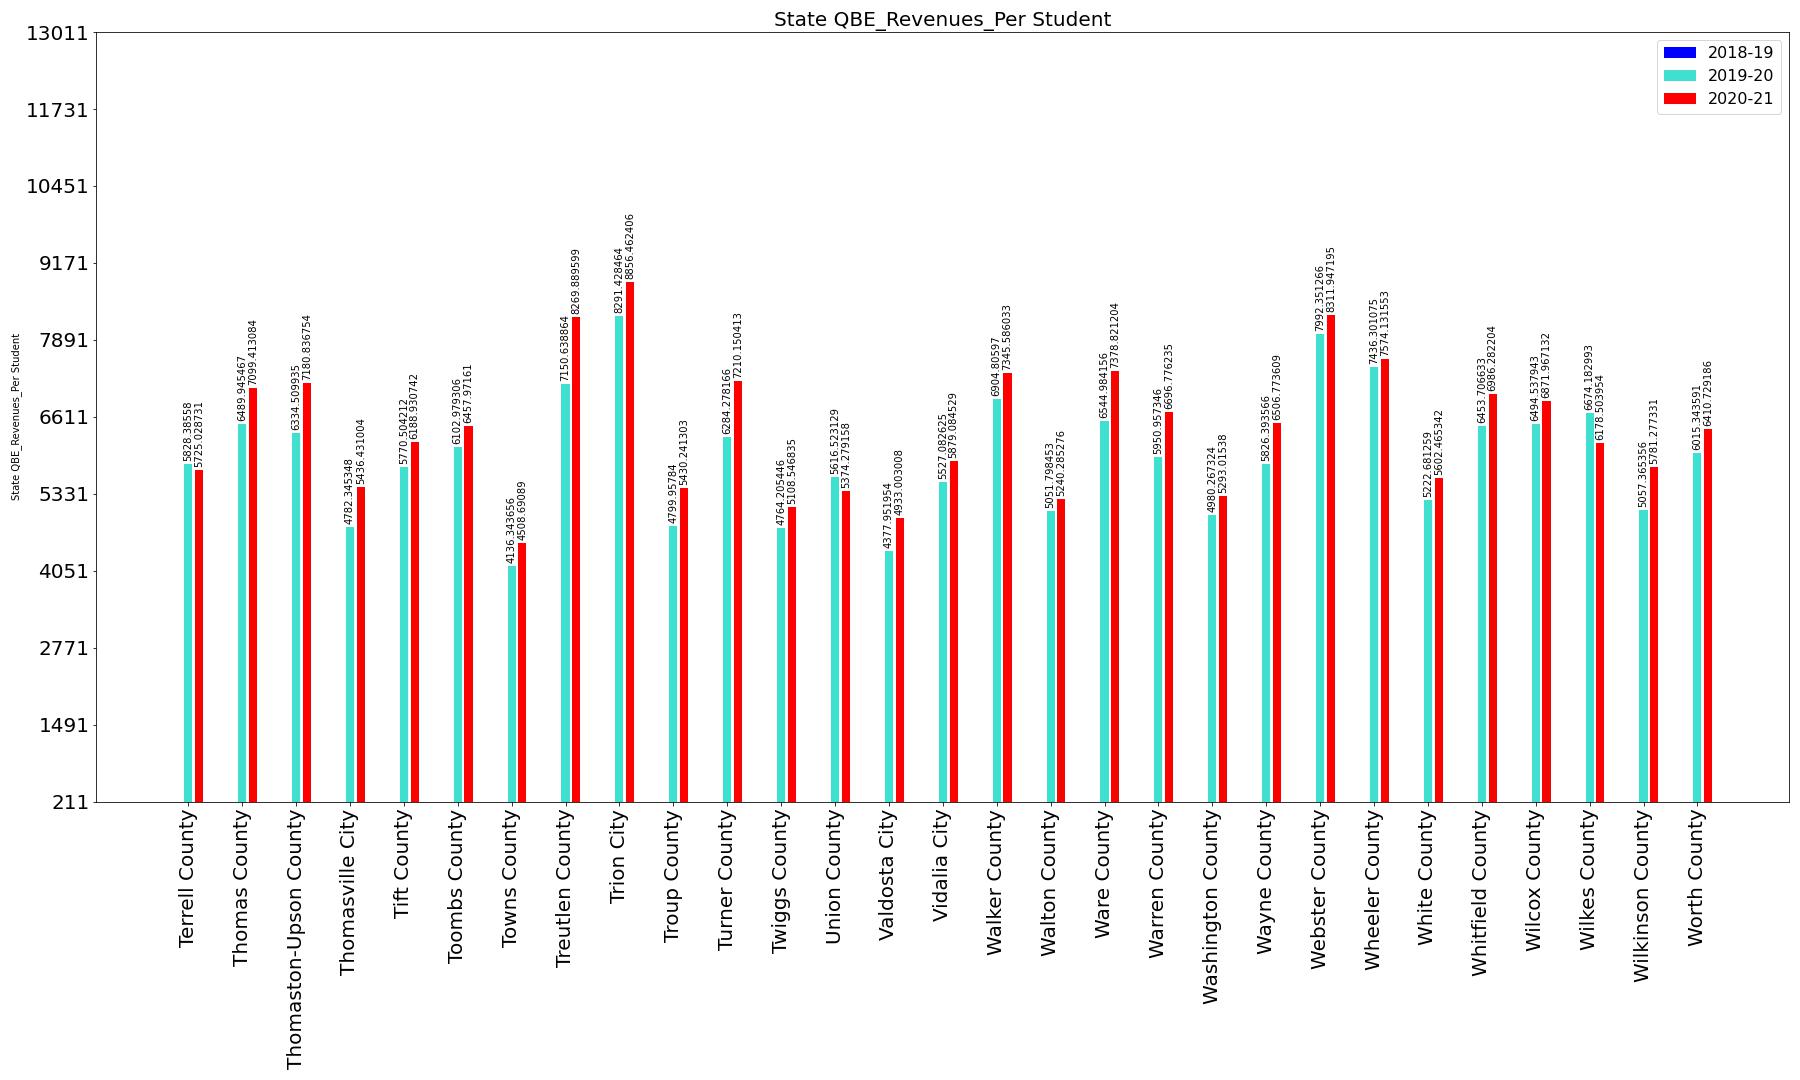 State QBE_Revenues_Per Student
2018-19
2019-20
2020-21
State QBE_Revenues_Per Student
13011
11731
10451
9171
7891
6611
5331
4051
2771
1491
211
5828.38558
5725.028731
6489.945467
7099.413084
6334.509935
7180.836754
4782.345348
5436.431004
5770.504212
6188.930742
6102.979306
6457.97161
4136.343656
4508.69089
7150.638864
8269.889599
8291.428464
8856.462406
4799.95784
5430.241303
6284.278166
7210.150413
4764.205446
5108.546835
5616.523129
5374.279158
4377.951954
4933.003008
5527.082625
5879.084529
6904.80597
7345.586033
5051.798453
5240.285276
6544.984156
7378.821204
5950.957346
6696.776235
4980.267324
5293.01538
5826.393566
6506.773609
7992.351266
8311.947195
7436.301075
7574.131553
5222.681259
5602.465342
6453.706633
6986.282204
6494.537943
6871.967132
6674.182993
6178.503954
5057.365356
5781.277331
6015.343591
6410.729186
Terrell County
Thomas County
Thomaston-Upson County
Thomasville City
Tift County
Toombs County
Towns County
Treutlen County
Trion City
Troup County
Turner County
Twiggs County
Union County
Valdosta City
Vidalia City
Walker County
Walton County
Ware County
Warren County
Washington County
Wayne County
Webster County
Wheeler County
White County
Whitfield County
Wilcox County
Wilkes County
Wilkinson County
Worth County